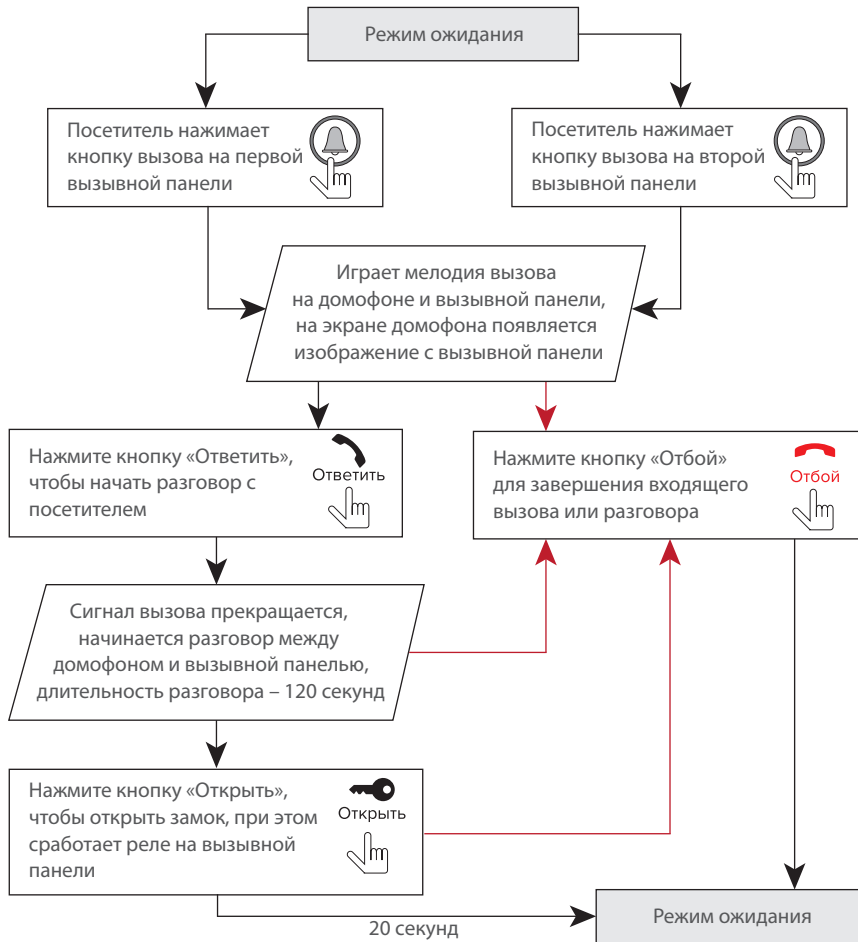 Режим ожидания
Посетитель нажимает
кнопку вызова на первой
вызывной панели
Посетитель нажимает
кнопку вызова на второй
вызывной панели
Играет мелодия вызова
на домофоне и вызывной панели,
на экране домофона появляется
изображение с вызывной панели
Нажмите кнопку «Ответить»,
чтобы начать разговор с
посетителем
Ответить
Нажмите кнопку «Отбой»
для завершения входящего
вызова или разговора
Отбой
Сигнал вызова прекращается,
начинается разговор между
домофоном и вызывной панелью,
длительность разговора – 120 секунд
Нажмите кнопку «Открыть»,
чтобы открыть замок, при этом
сработает реле на вызывной
панели
Открыть
20 секунд
Режим ожидания